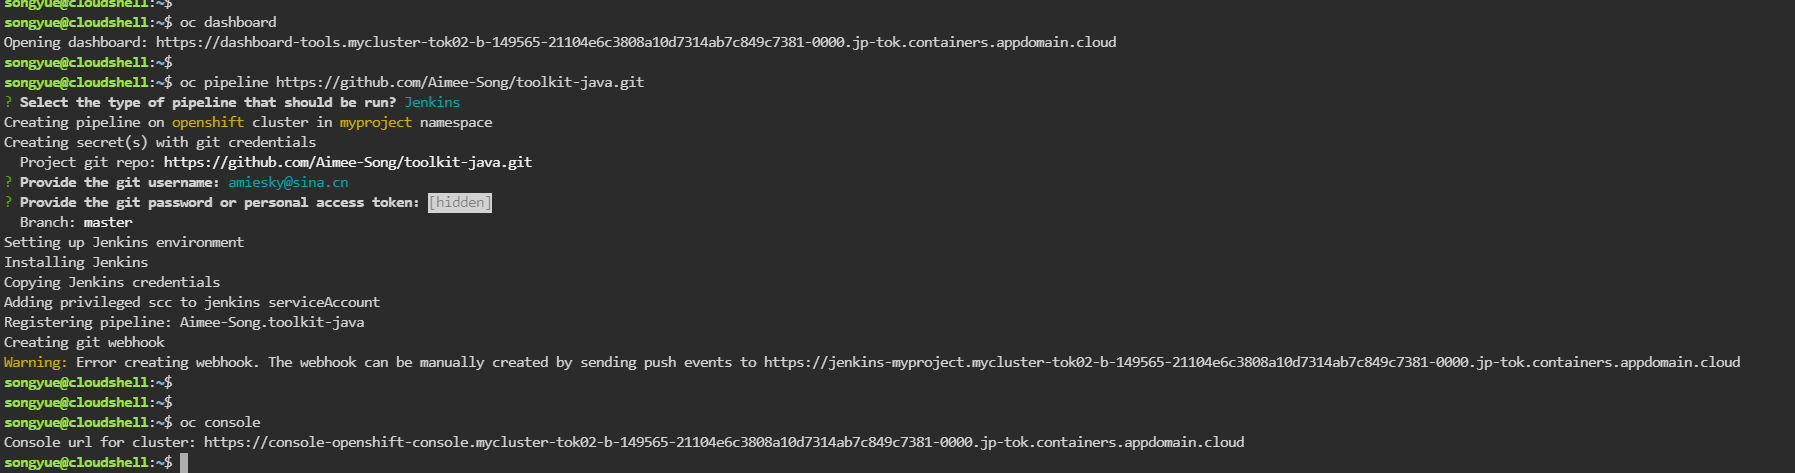 songyue@cloudshell:~$
songyue@cloudshell:~$ oc dashboard
Opening dashboard: https://dashboard-tools.mycluster-tok02-b-149565-21104e6c3808a10d7314ab7c849c7381-0000.jp-tok.containers.appdomain.cloud
songyue@cloudshell:~$
songyue@cloudshell:~$ oc pipeline https://github.com/Aimee-Song/toolkit-java.git
? Select the type of pipeline that should be run? Jenkins
Creating pipeline on openshift cluster in myproject namespace
Creating secret(s) with git credentials
  Project git repo: https://github.com/Aimee-Song/toolkit-java.git
? Provide the git username: amiesky@sina.cn
? Provide the git password or personal access token: [hidden]
  Branch: master
Setting up Jenkins environment
Installing Jenkins
Copying Jenkins credentials
Adding privileged scc to jenkins serviceAccount
Registering pipeline: Aimee-Song.toolkit-java
Creating git webhook
Warning: Error creating webhook. The webhook can be manually created by sending push events to https://jenkins-myproject.mycluster-tok02-b-149565-21104e6c3808a10d7314ab7c849c7381-0000.jp-tok.containers.appdomain.cloud
songyue@cloudshell:~$
songyue@cloudshell:~$
songyue@cloudshell:~$ oc console
Console url for cluster: https://console-openshift-console.mycluster-tok02-b-149565-21104e6c3808a10d7314ab7c849c7381-0000.jp-tok.containers.appdomain.cloud
songyue@cloudshell:~$